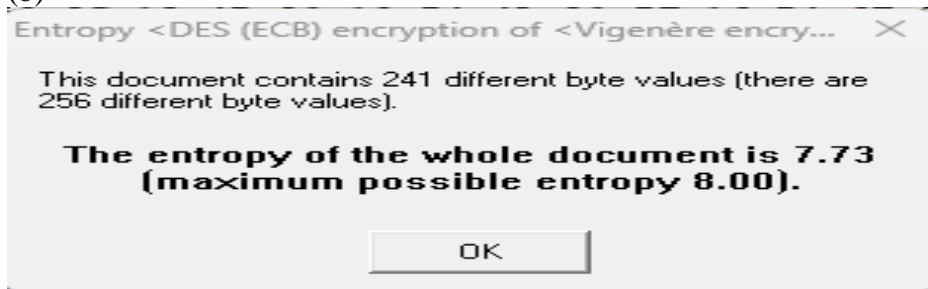 Entropy <DES (ECB) encryption of <Vigenère encry...
This document contains 241 different byte values (there are
256 different byte values).
The entropy of the whole document is 7.73
(maximum possible entropy 8.00).
OK